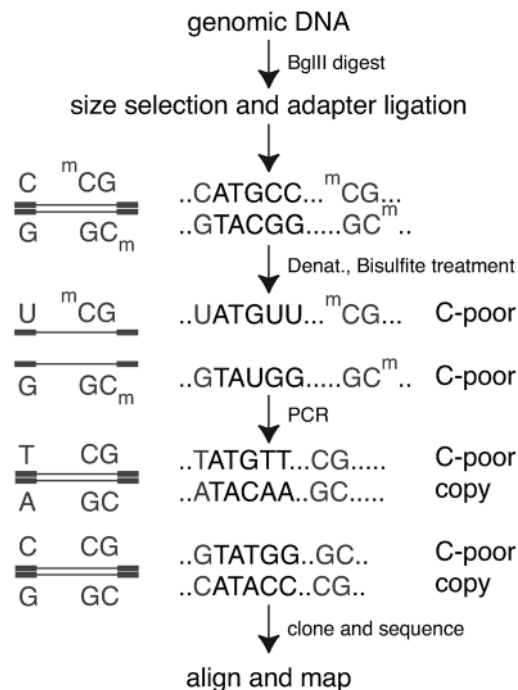 genomic DNA
BglII digest
size selection and adapter ligation
C mCG ..CATGCC...mCG...
G GCm ..GTACGG.....GCm..
Denat., Bisulfite treatment
U mCG ..UATGUU...mCG... C-poor
G GCm ..GTAUGG.....GCm.. C-poor
PCR
T CG ..TATGTT...CG..... C-poor
A GC ..ATACAA..GC..... copy
C CG ..GTATGG..GC.. C-poor
G GC ..CATACC..CG.. copy
clone and sequence
align and map